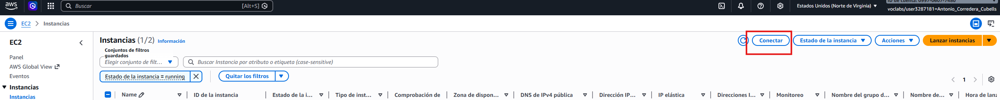 aws
Buscar [Alt+S]
Estados Unidos (Norte de Virginia)
ID de cuenta: 0997-0607-7480
voclabs/user3287181=Antonio_Corredera_Cubells
EC2 Instancias
EC2
Panel
AWS Global View
Eventos
Instancias
Instancias
Instancias (1/2) Información
Conectar Estado de la instancia Acciones Lanzar instancias
Conjuntos de filtros
guardados
Elegir conjunto de filt...
Buscar Instancia por atributo o etiqueta (case-sensitive)
Estado de la instancia = running
Quitar los filtros
1
Name ID de la instancia Estado de la i... Tipo de inst... Comprobación de Zona de dispon... DNS de IPv4 pública Dirección IP... IP elástica Direcciones I... Monitoreo Nombre del grupo d... Nombre de... Hora de lanz